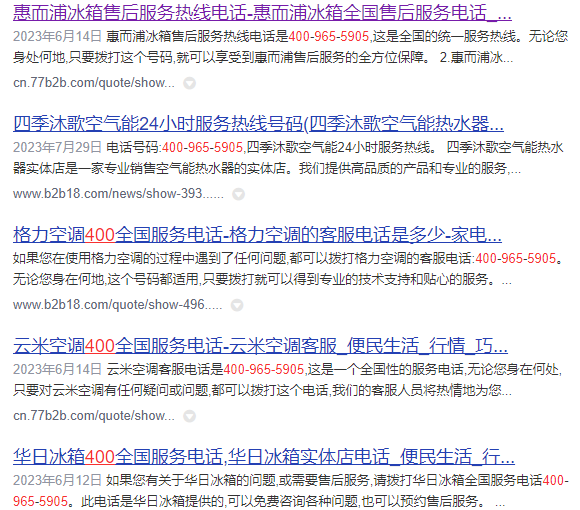 惠而浦冰箱售后服务热线电话-惠而浦冰箱全国售后服务电话_...
2023年6月14日 惠而浦冰箱售后服务热线电话是400-965-5905,这是全国的统一服务热线。无论您
身处何地,只要拨打这个号码,就可以享受到惠而浦售后服务的全方位保障。 2.惠而浦冰...
cn.77b2b.com/quote/show...
四季沐歌空气能24小时服务热线号码(四季沐歌空气能热水器...
2023年7月29日 电话号码:400-965-5905,四季沐歌空气能24小时服务热线。 四季沐歌空气能热水
器实体店是一家专业销售空气能热水器的实体店。我们提供高品质的产品和专业的服务,...
www.b2b18.com/news/show-393......
格力空调400全国服务电话-格力空调的客服电话是多少-家电...
如果您在使用格力空调的过程中遇到了任何问题,都可以拨打格力空调的客服电话:400-965-5905。
无论您身在何地,这个号码都适用,只要拨打就可以得到专业的技术支持和贴心的服务。...
www.b2b18.com/quote/show-496.....
云米空调400全国服务电话-云米空调客服_便民生活_行情_巧...
2023年6月14日 云米空调客服电话是400-965-5905,这是一个全国性的服务电话,无论您身在何处,
只要对云米空调有任何疑问或问题,都可以拨打这个电话,我们的客服人员将热情地为您...
cn.77b2b.com/quote/show...
华日冰箱400全国服务电话,华日冰箱实体店电话_便民生活_行...
2023年6月12日 如果您有关于华日冰箱的问题,或需要售后服务,请拨打华日冰箱全国服务电话400-
965-5905。此电话是华日冰箱提供的,可以免费咨询各种问题,也可以预约售后服务。 ...